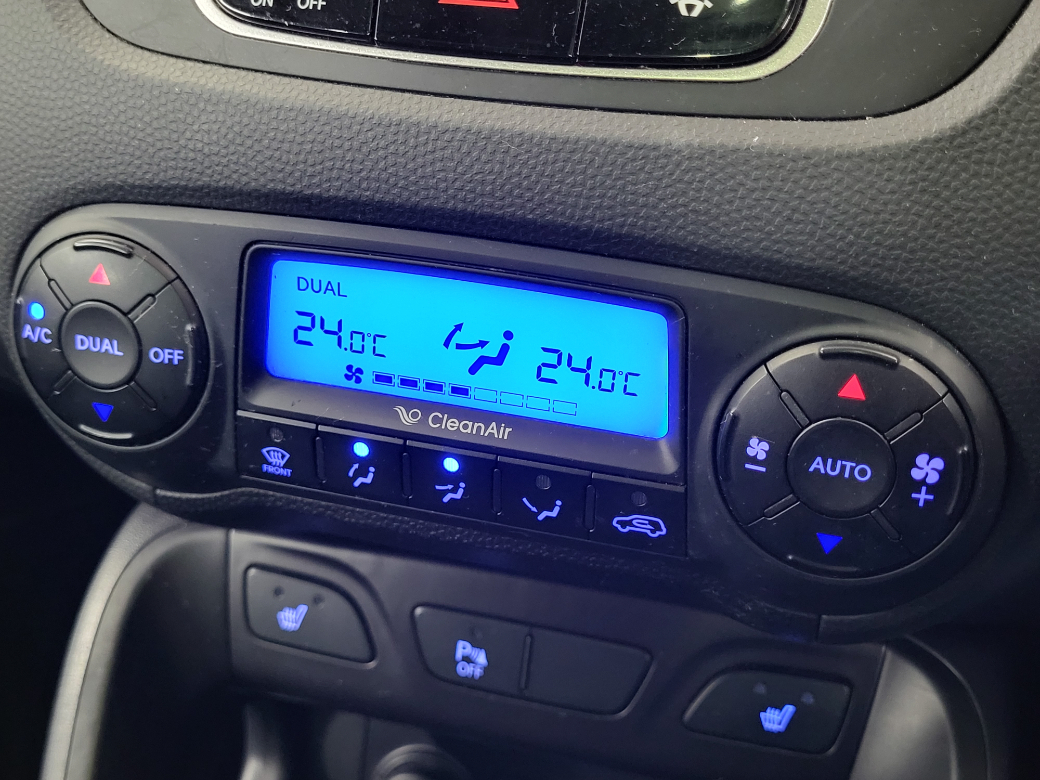 ON OFF
DUAL
24.0°C
24.0°C
CleanAir
A/C
DUAL
OFF
FRONT
AUTO
−
+
P
OFF